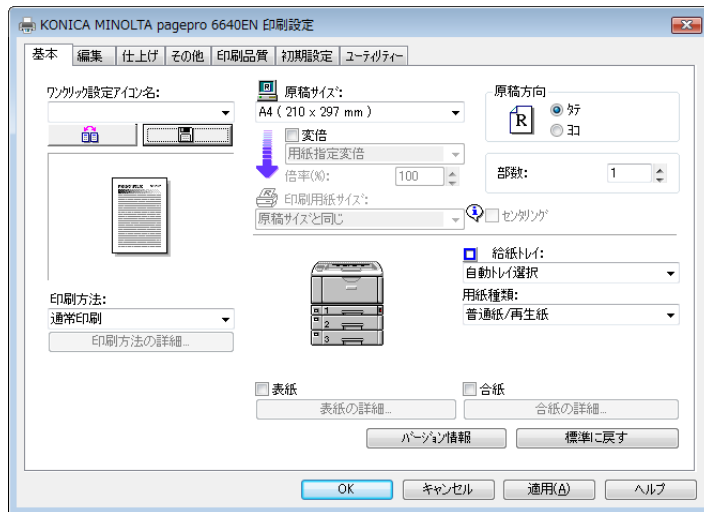 KONICA MINOLTA pagepro 6640EN 印刷設定
基本 編集 仕上げ その他 印刷品質 初期設定 ユーティリティー
ワンクリック設定アイコン名:
原稿サイズ:
A4 ( 210 x 297 mm )
変倍
用紙指定変倍
倍率(%): 100
印刷用紙サイズ:
原稿サイズと同じ
原稿方向
R
タテ
ヨコ
部数: 1
センタリング
印刷方法:
通常印刷
印刷方法の詳細...
1
2
3
給紙トレイ:
自動トレイ選択
用紙種類:
普通紙/再生紙
表紙
表紙の詳細...
合紙
合紙の詳細...
バージョン情報 標準に戻す
OK キャンセル 適用(A) ヘルプ